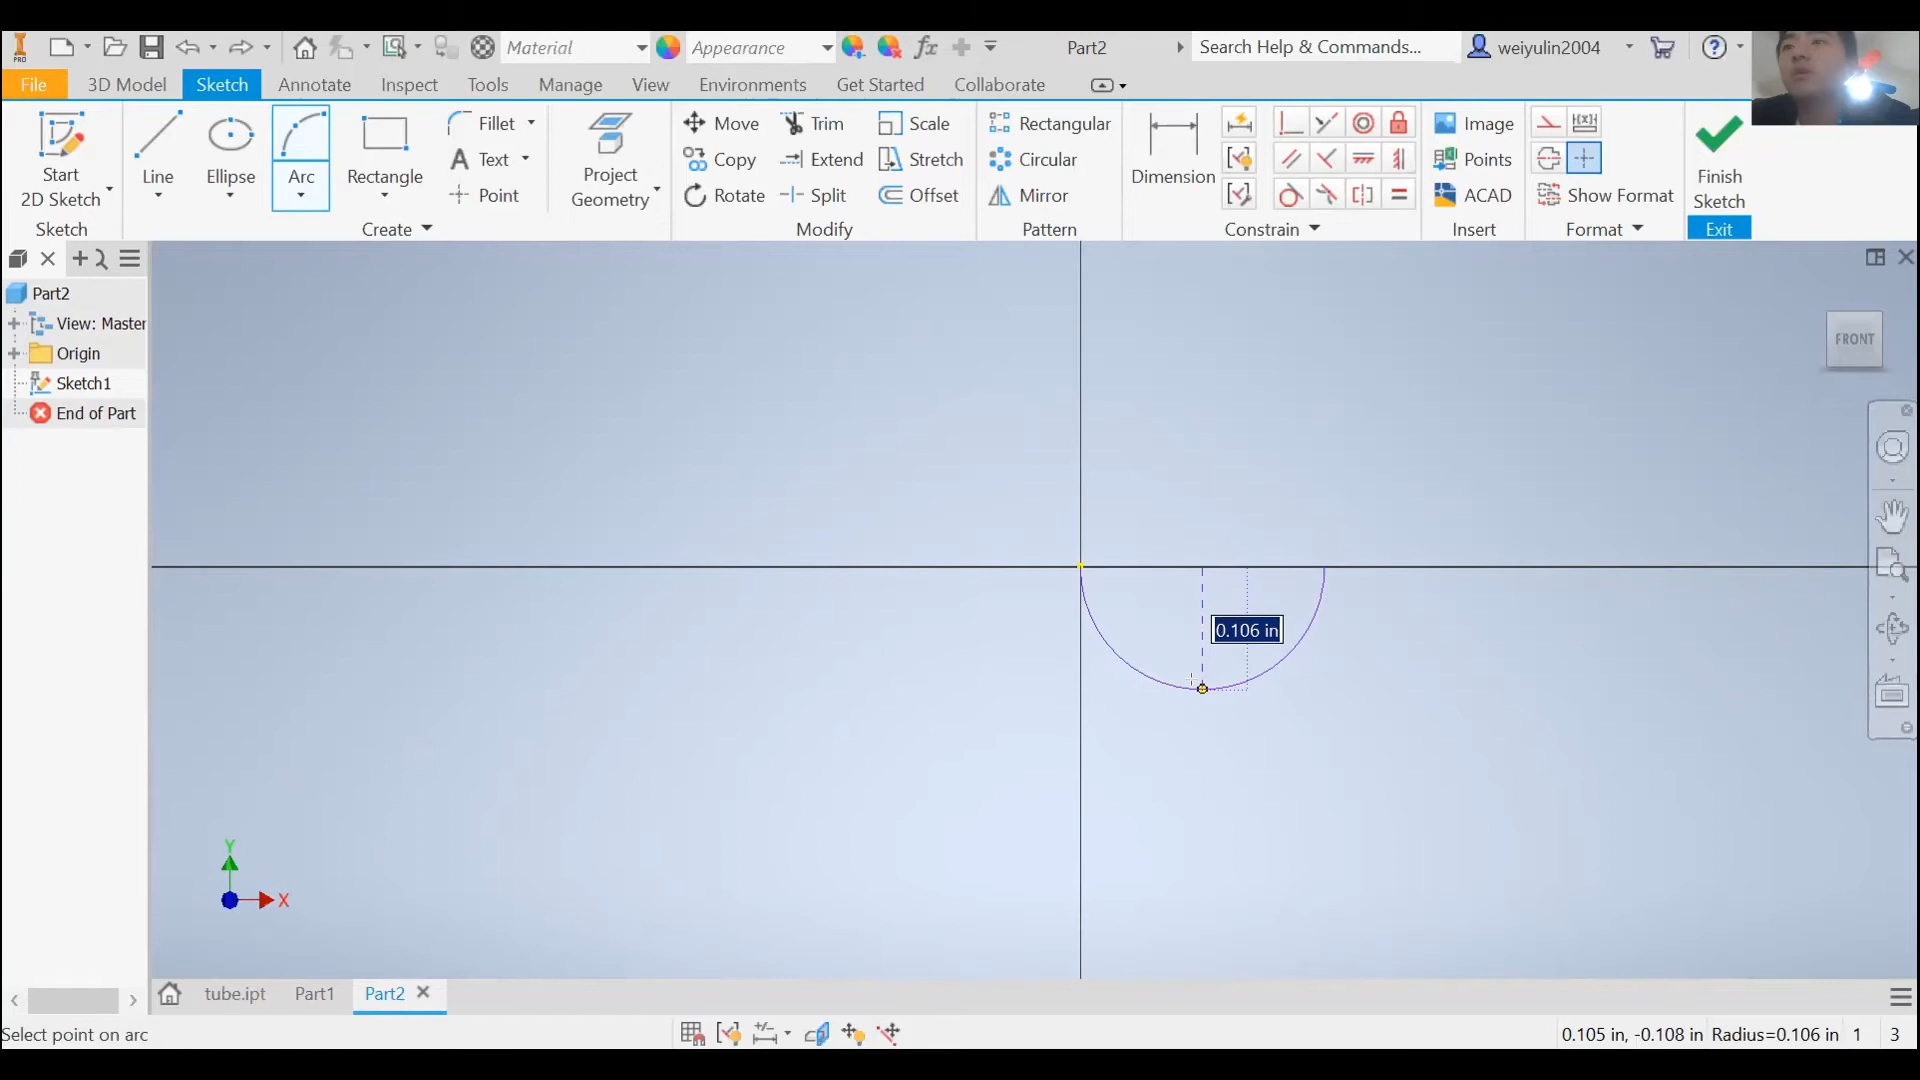 PRO
Material
Appearance
fx
Part2
Search Help & Commands...
weiyulin2004
File
3D Model
Sketch
Annotate
Inspect
Tools
Manage
View
Environments
Get Started
Collaborate
Start
2D Sketch
Line
Ellipse
Arc
Rectangle
Fillet
Text
Point
Project
Geometry
Move
Copy
Rotate
Trim
Extend
Split
Scale
Stretch
Offset
Rectangular
Circular
Mirror
Dimension
Image
Points
ACAD
Show Format
Finish
Sketch
Sketch
Create
Modify
Pattern
Constrain
Insert
Format
Exit
Part2
View: Master
Origin
Sketch1
End of Part
FRONT
0.106 in
Y
X
tube.ipt
Part1
Part2
Select point on arc
0.105 in, -0.108 in Radius=0.106 in 1 3